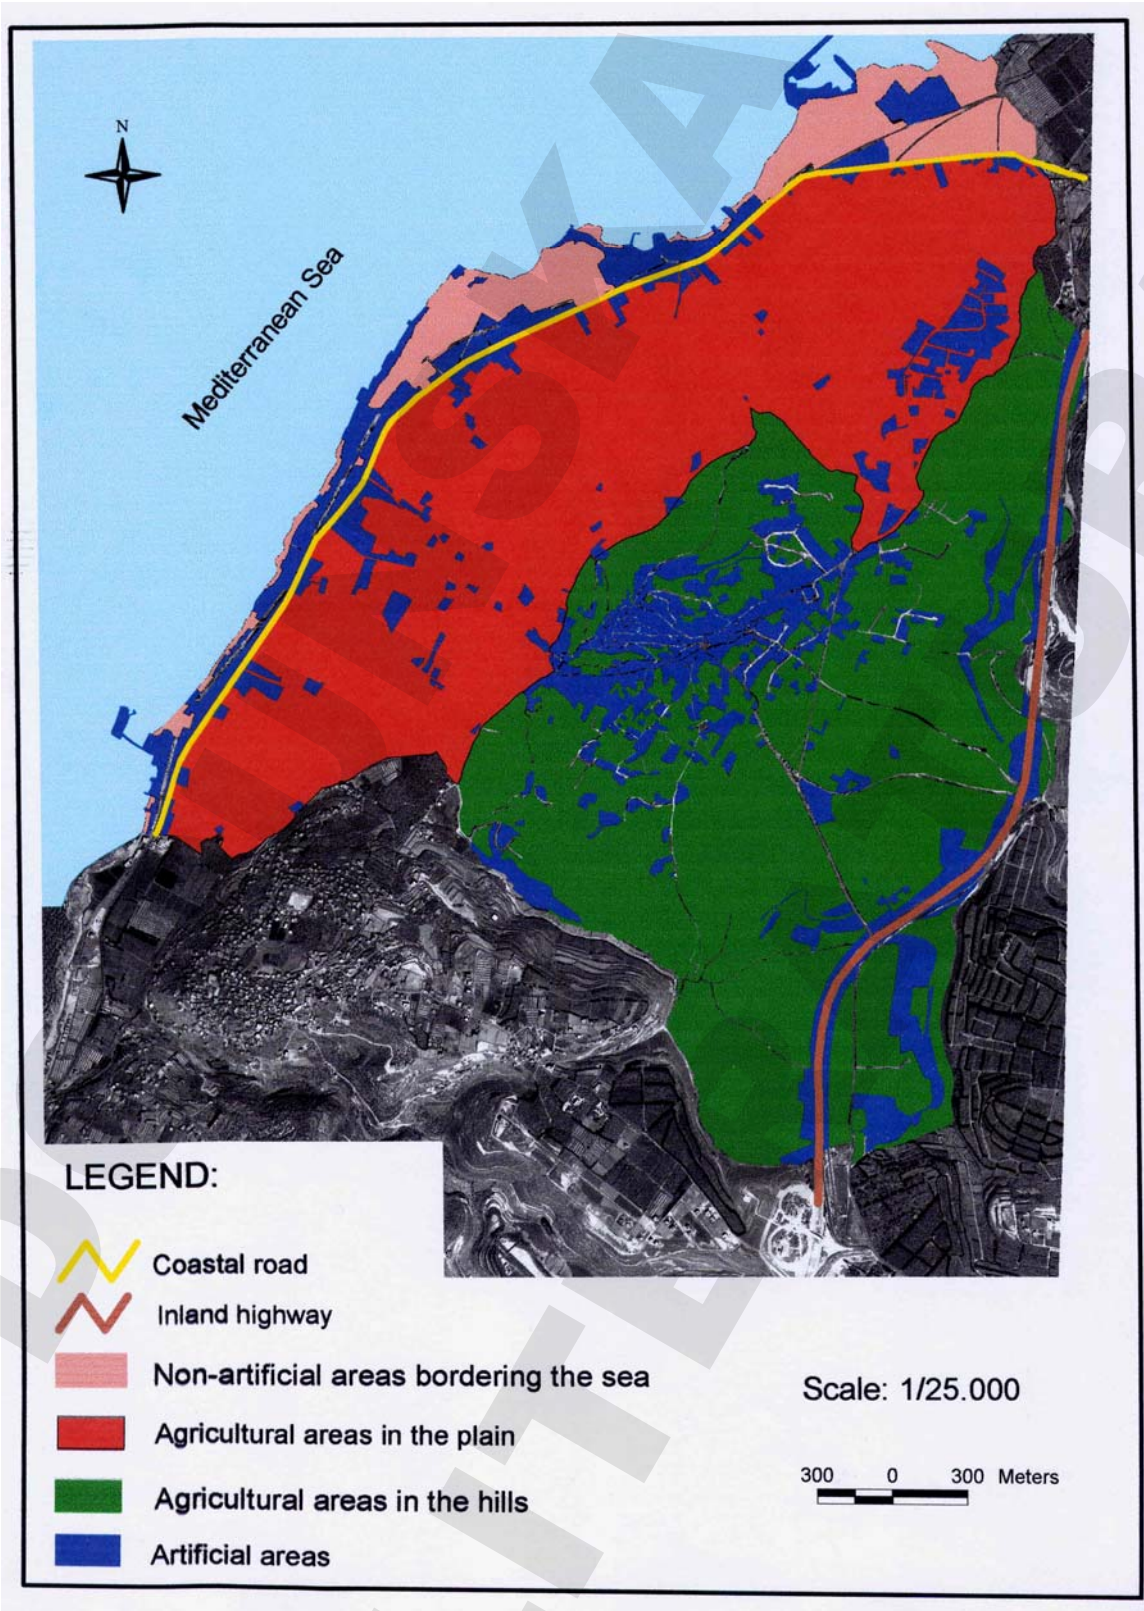 N
Mediterranean Sea
LEGEND:
Coastal road
Inland highway
Non-artificial areas bordering the sea
Agricultural areas in the plain
Agricultural areas in the hills
Artificial areas
Scale: 1/25.000
300 0 300 Meters